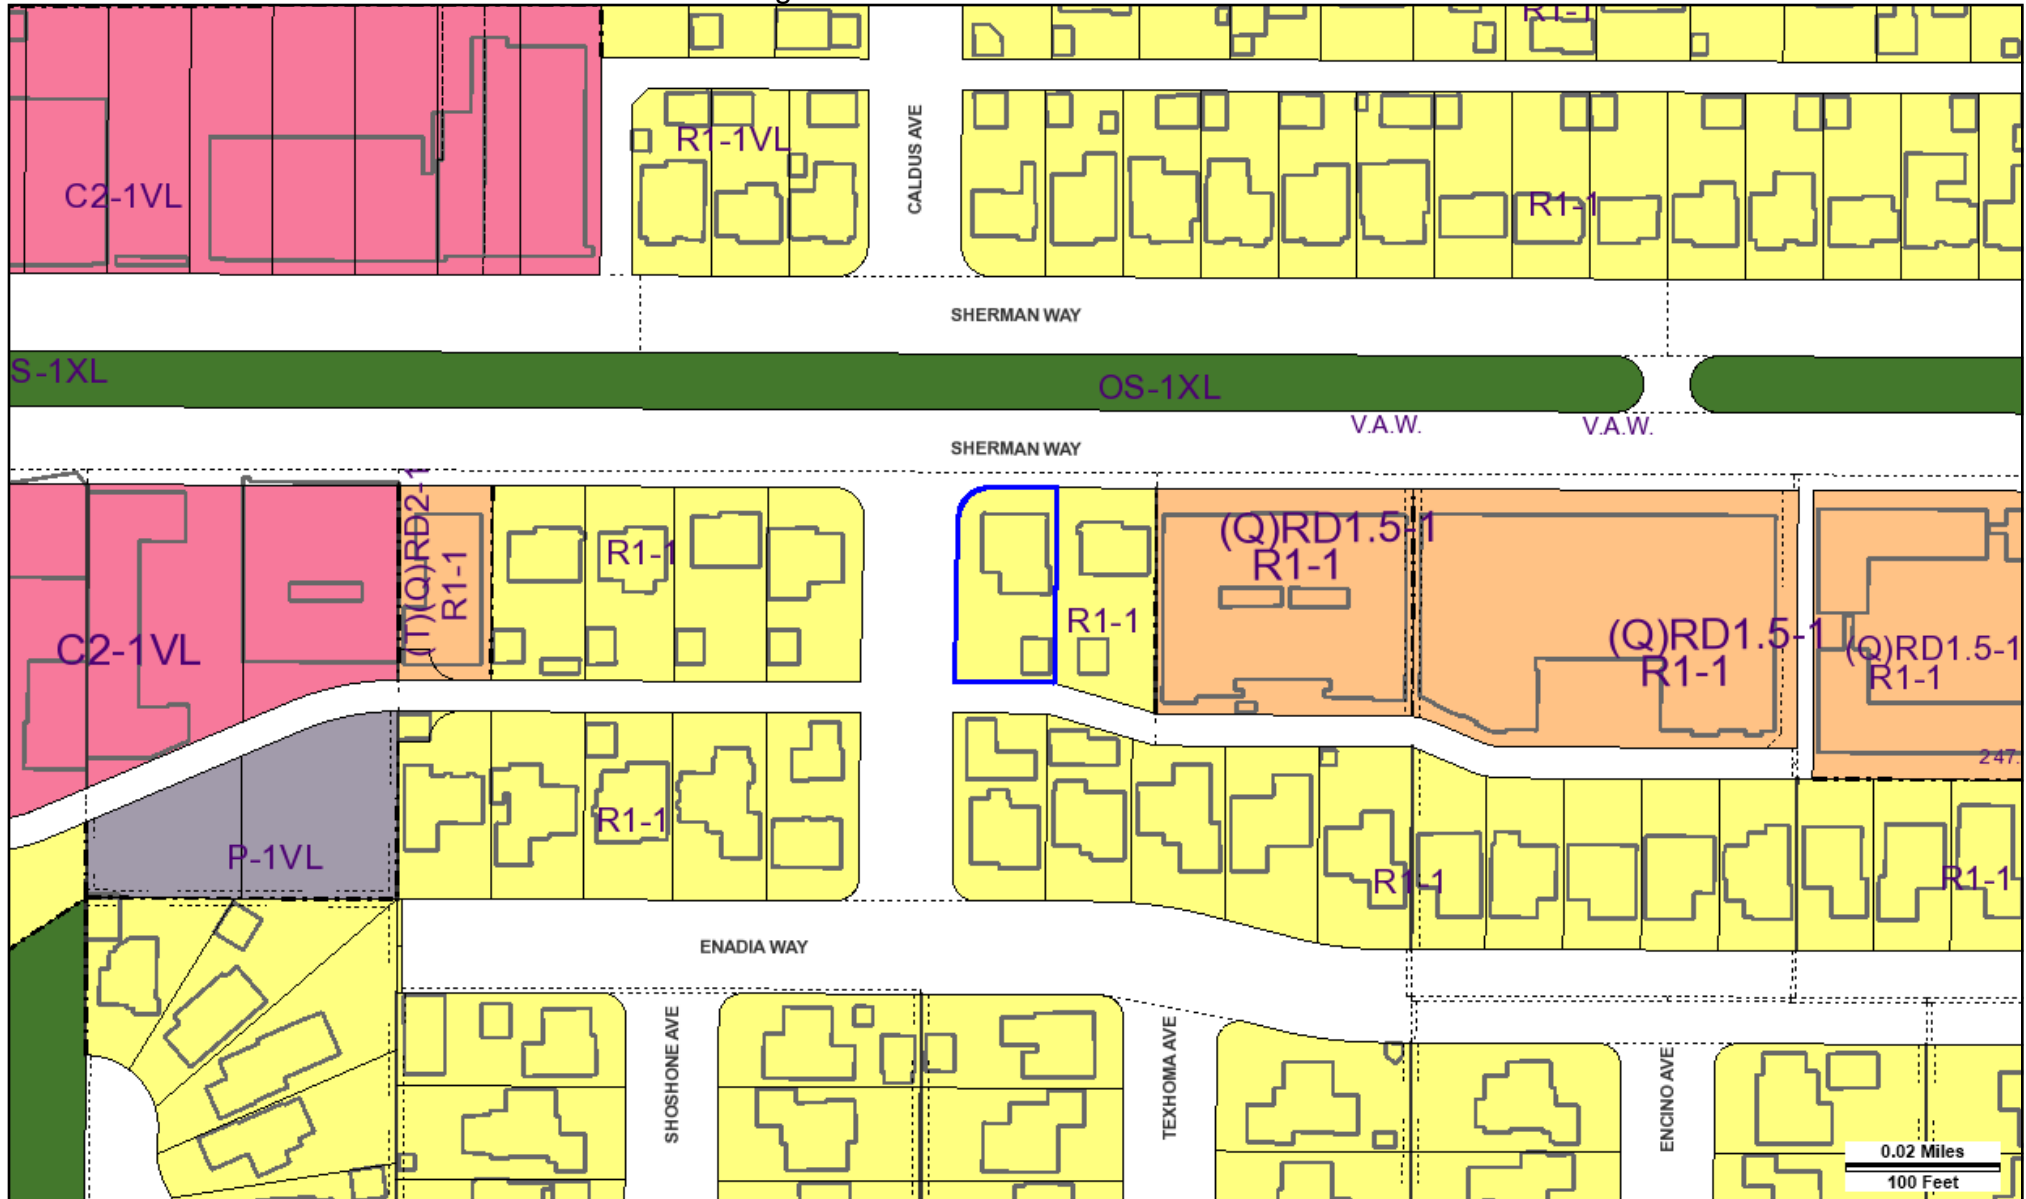 R1-1
R1-1VL
CALDUS AVE
C2-1VL
R1-1
SHERMAN WAY
S-1XL
OS-1XL
V.A.W.
V.A.W.
SHERMAN WAY
(T)(Q)RD2-1
R1-1
R1-1
(Q)RD1.5-1
R1-1
R1-1
C2-1VL
(Q)RD1.5-1
R1-1
(Q)RD1.5-1
R1-1
247.
R1-1
P-1VL
R1-1
R1-1
ENADIA WAY
SHOSHONE AVE
TEXHOMA AVE
ENCINO AVE
0.02 Miles
100 Feet